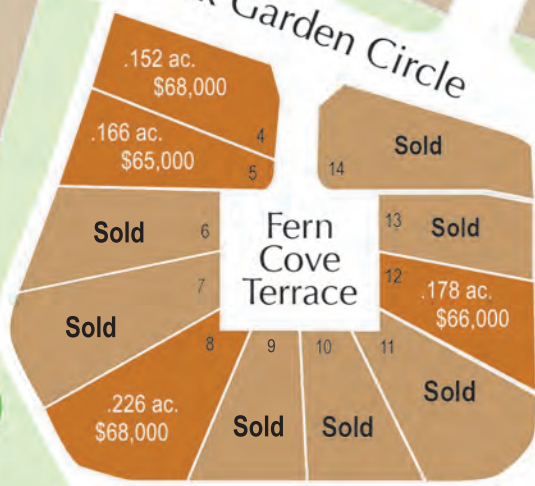 Garden Circle
.152 ac.
$68,000
4
.166 ac.
$65,000
5
Sold
14
Sold
6
Fern
Cove
Terrace
13
Sold
12
.178 ac.
$66,000
Sold
7
8
.226 ac.
$68,000
9
Sold
10
Sold
11
Sold